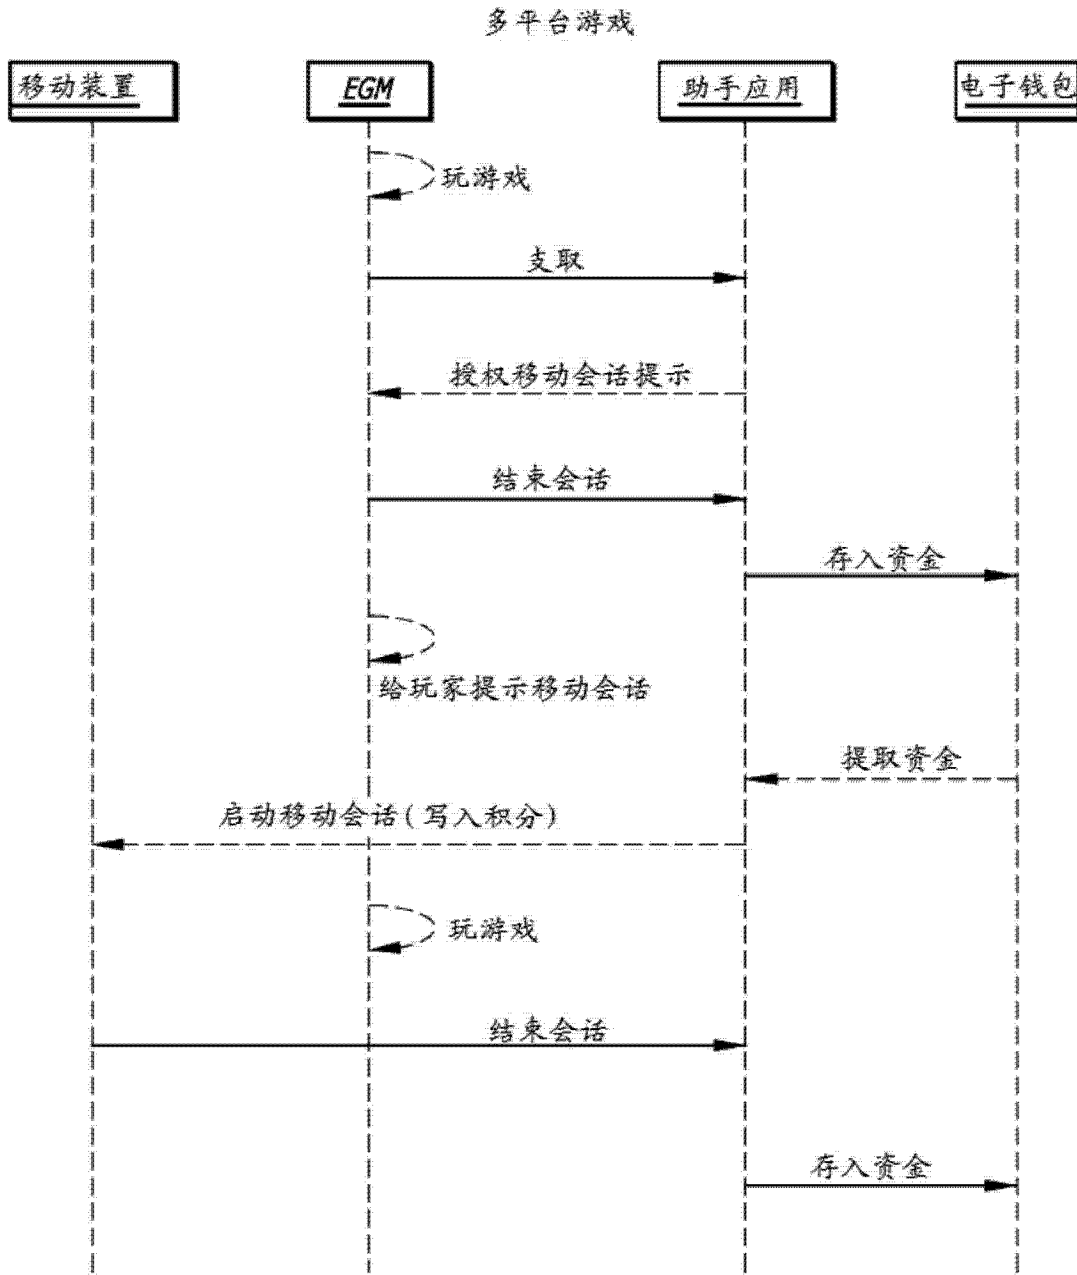 多平台游戏
移动装置
EGM
助手应用
电子钱包
玩游戏
支取
授权移动会话提示
结束会话
存入资金
给玩家提示移动会话
提取资金
启动移动会话(写入积分)
玩游戏
结束会话
存入资金